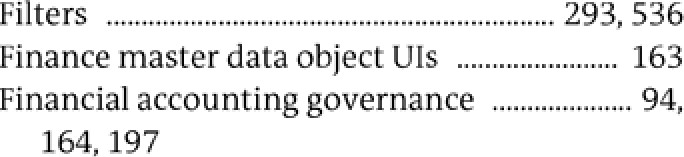 Filters ................................................................ 293, 536
Finance master data object UIs ....................... 163
Financial accounting governance .................... 94,
164, 197